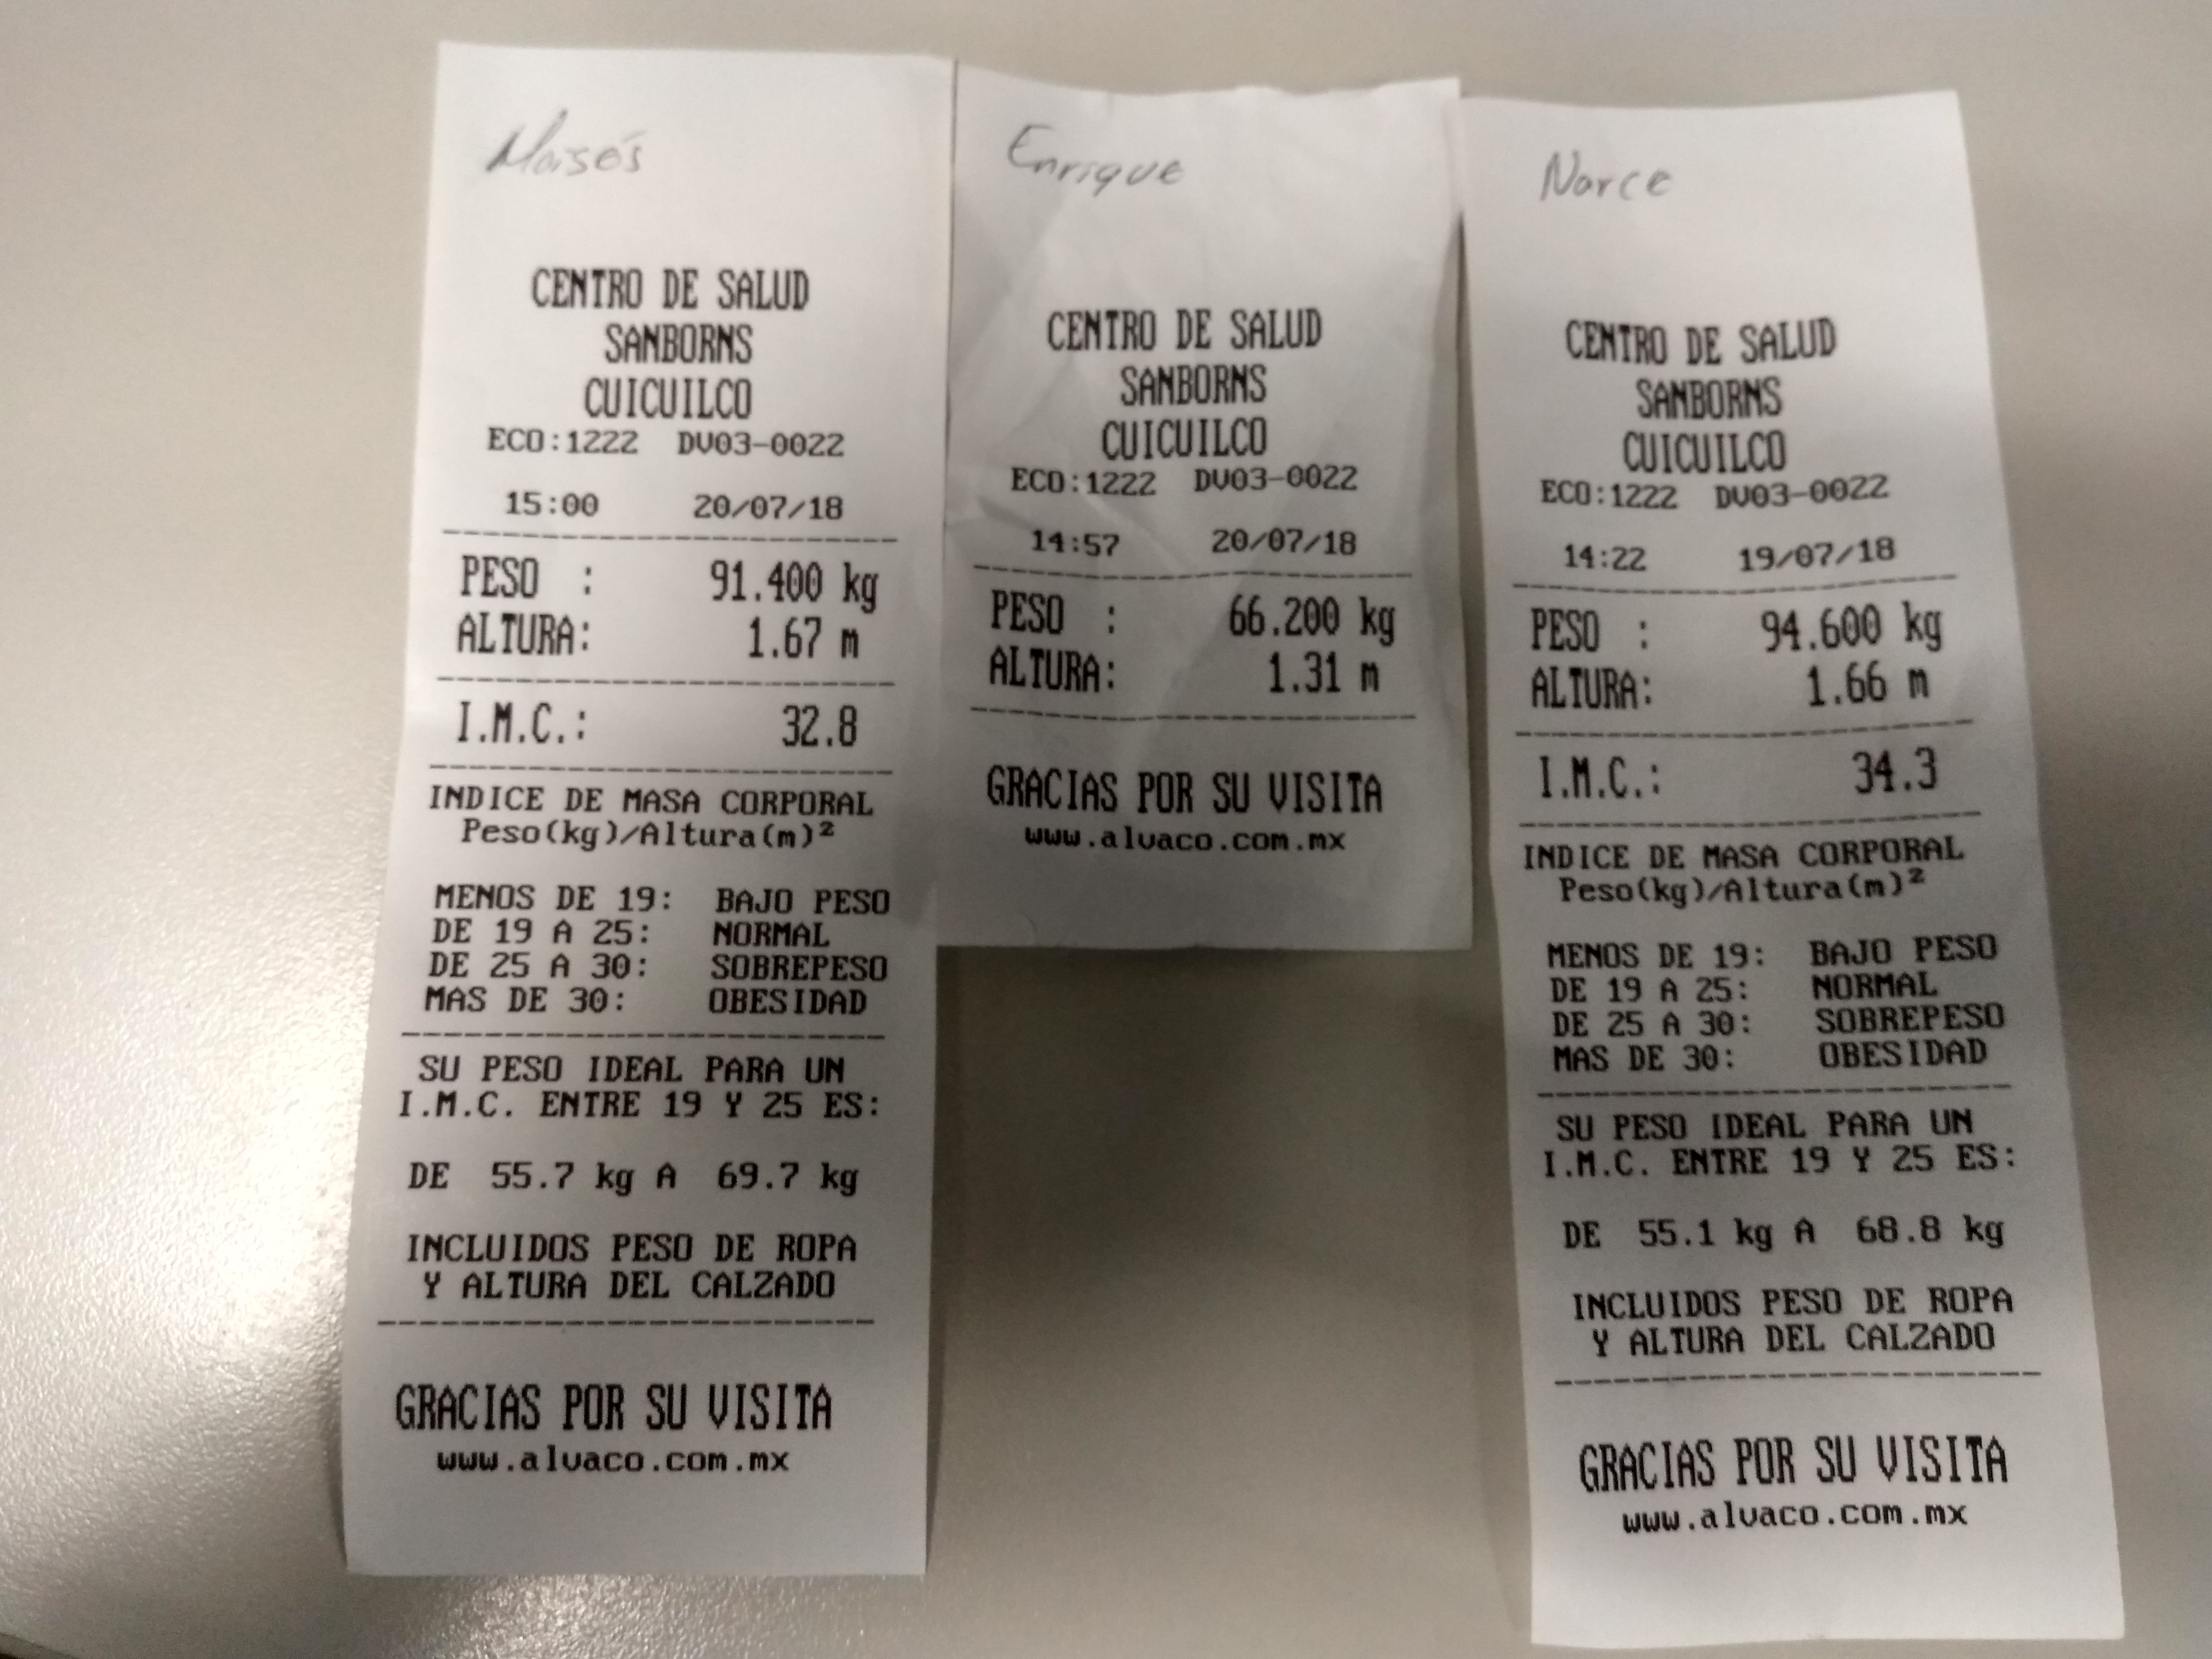 Moisés
CENTRO DE SALUD
SANBORNS
CUICUILCO
ECO:1222 DV03-0022
15:00 20/07/18
PESO : 91.400 kg
ALTURA: 1.67 m
I.M.C.: 32.8
INDICE DE MASA CORPORAL
Peso(kg)/Altura(m)²
MENOS DE 19: BAJO PESO
DE 19 A 25: NORMAL
DE 25 A 30: SOBREPESO
MAS DE 30: OBESIDAD
SU PESO IDEAL PARA UN
I.M.C. ENTRE 19 Y 25 ES:
DE 55.7 kg A 69.7 kg
INCLUIDOS PESO DE ROPA
Y ALTURA DEL CALZADO
GRACIAS POR SU VISITA
www.alvaco.com.mx
Enrique
CENTRO DE SALUD
SANBORNS
CUICUILCO
ECO:1222 DV03-0022
14:57 20/07/18
PESO : 66.200 kg
ALTURA: 1.31 m
GRACIAS POR SU VISITA
www.alvaco.com.mx
Narce
CENTRO DE SALUD
SANBORNS
CUICUILCO
ECO:1222 DV03-0022
14:22 19/07/18
PESO : 94.600 kg
ALTURA: 1.66 m
I.M.C.: 34.3
INDICE DE MASA CORPORAL
Peso(kg)/Altura(m)²
MENOS DE 19: BAJO PESO
DE 19 A 25: NORMAL
DE 25 A 30: SOBREPESO
MAS DE 30: OBESIDAD
SU PESO IDEAL PARA UN
I.M.C. ENTRE 19 Y 25 ES:
DE 55.1 kg A 68.8 kg
INCLUIDOS PESO DE ROPA
Y ALTURA DEL CALZADO
GRACIAS POR SU VISITA
www.alvaco.com.mx